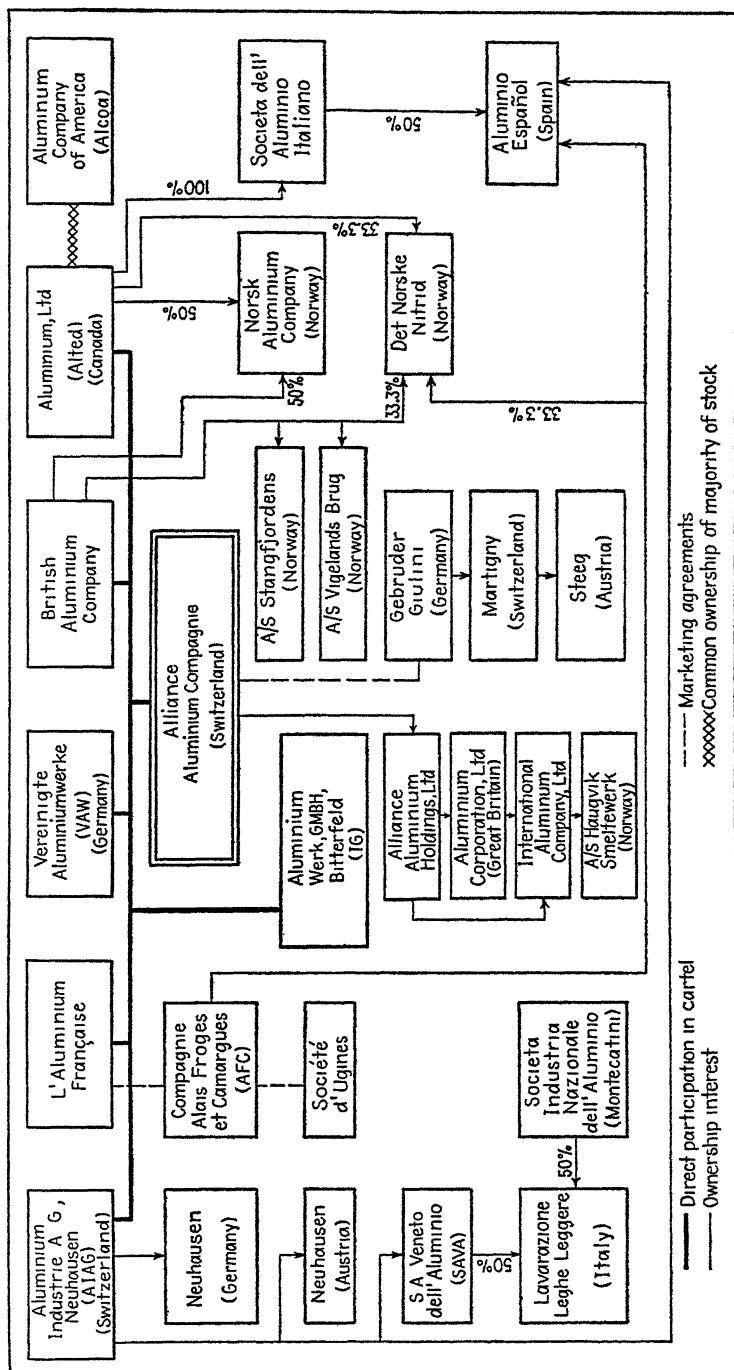 Aluminium
Industrie A G ,
Neuhausen
(AIAG)
(Switzerland)
L'Aluminium
Française
Vereinigte
Aluminiumwerke
(VAW)
(Germany)
British
Aluminium
Company
Aluminium, Ltd
(Alted)
(Canada)
Aluminum
Company
of America
(Alcoa)
Neuhausen
(Germany)
Neuhausen
(Austria)
S A Veneto
dell'Aluminio
(SAVA)
50%
Lavarazione
Leghe Leggere
(Italy)
50%
Societa
Industria
Nazionale
dell'Aluminio
(Montecatini)
Compagnie
Alais Froges
et Camargues
(AFC)
Société
d'Ugines
Alliance
Aluminium Compagnie
(Switzerland)
Aluminium
Werk, GMBH,
Bitterfeld
(IG)
Alliance
Aluminium
Holdings, Ltd
Aluminium
Corporation, Ltd
(Great Britain)
International
Aluminum
Company, Ltd
A/S Haugvik
Smeltewerk
(Norway)
A/S Stangfjordens
(Norway)
A/S Vigelands Brug
(Norway)
Gebruder
Giulini
(Germany)
Martigny
(Switzerland)
Steeg
(Austria)
50%
50%
Norsk
Aluminium
Company
(Norway)
33.3%
33.3%
33.3%
Det Norske
Nitrid
(Norway)
100%
Societa dell'
Aluminio
Italiano
50%
Aluminio
Español
(Spain)
Direct participation in cartel
Ownership interest
Marketing agreements
xxxxxx Common ownership of majority of stock